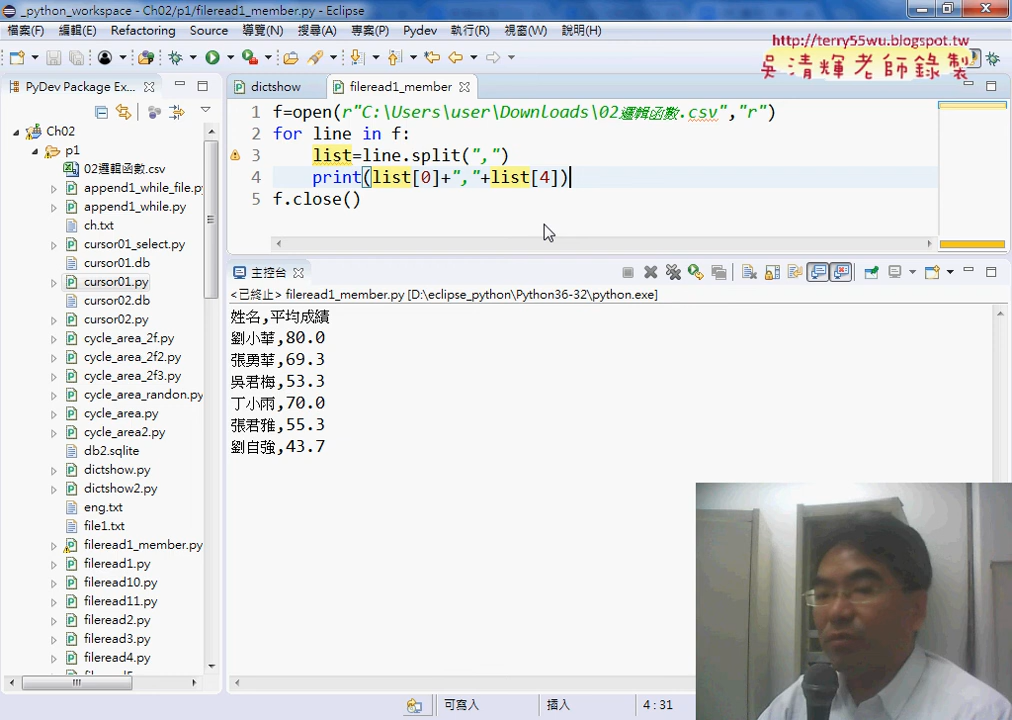 _python_workspace - Ch02/p1/fileread1_member.py - Eclipse
檔案(F) 編輯(E) Refactoring Source 導覽(N) 搜尋(A) 專案(P) Pydev 執行(R) 視窗(W) 說明(H)
http://terry55wu.blogspot.tw
吳清輝老師錄製
PyDev Package Ex...
dictshow
fileread1_member
Ch02
p1
02邏輯函數.csv
append1_while_file.p
append1_while.py
ch.txt
cursor01_select.py
cursor01.db
cursor01.py
cursor02.db
cursor02.py
cycle_area_2f.py
cycle_area_2f2.py
cycle_area_2f3.py
cycle_area_randon.py
cycle_area.py
cycle_area2.py
db2.sqlite
dictshow.py
dictshow2.py
eng.txt
file1.txt
fileread1_member.py
fileread1.py
fileread10.py
fileread11.py
fileread2.py
fileread3.py
fileread4.py
1 f=open(r"C:\Users\user\Downloads\02邏輯函數.csv","r")
2 for line in f:
3 list=line.split(",")
4 print(list[0]+","+list[4])
5 f.close()
主控台
<已終止> fileread1_member.py [D:\eclipse_python\Python36-32\python.exe]
姓名,平均成績
劉小華,80.0
張勇華,69.3
吳君梅,53.3
丁小雨,70.0
張君雅,55.3
劉自強,43.7
可寫入 插入 4:31